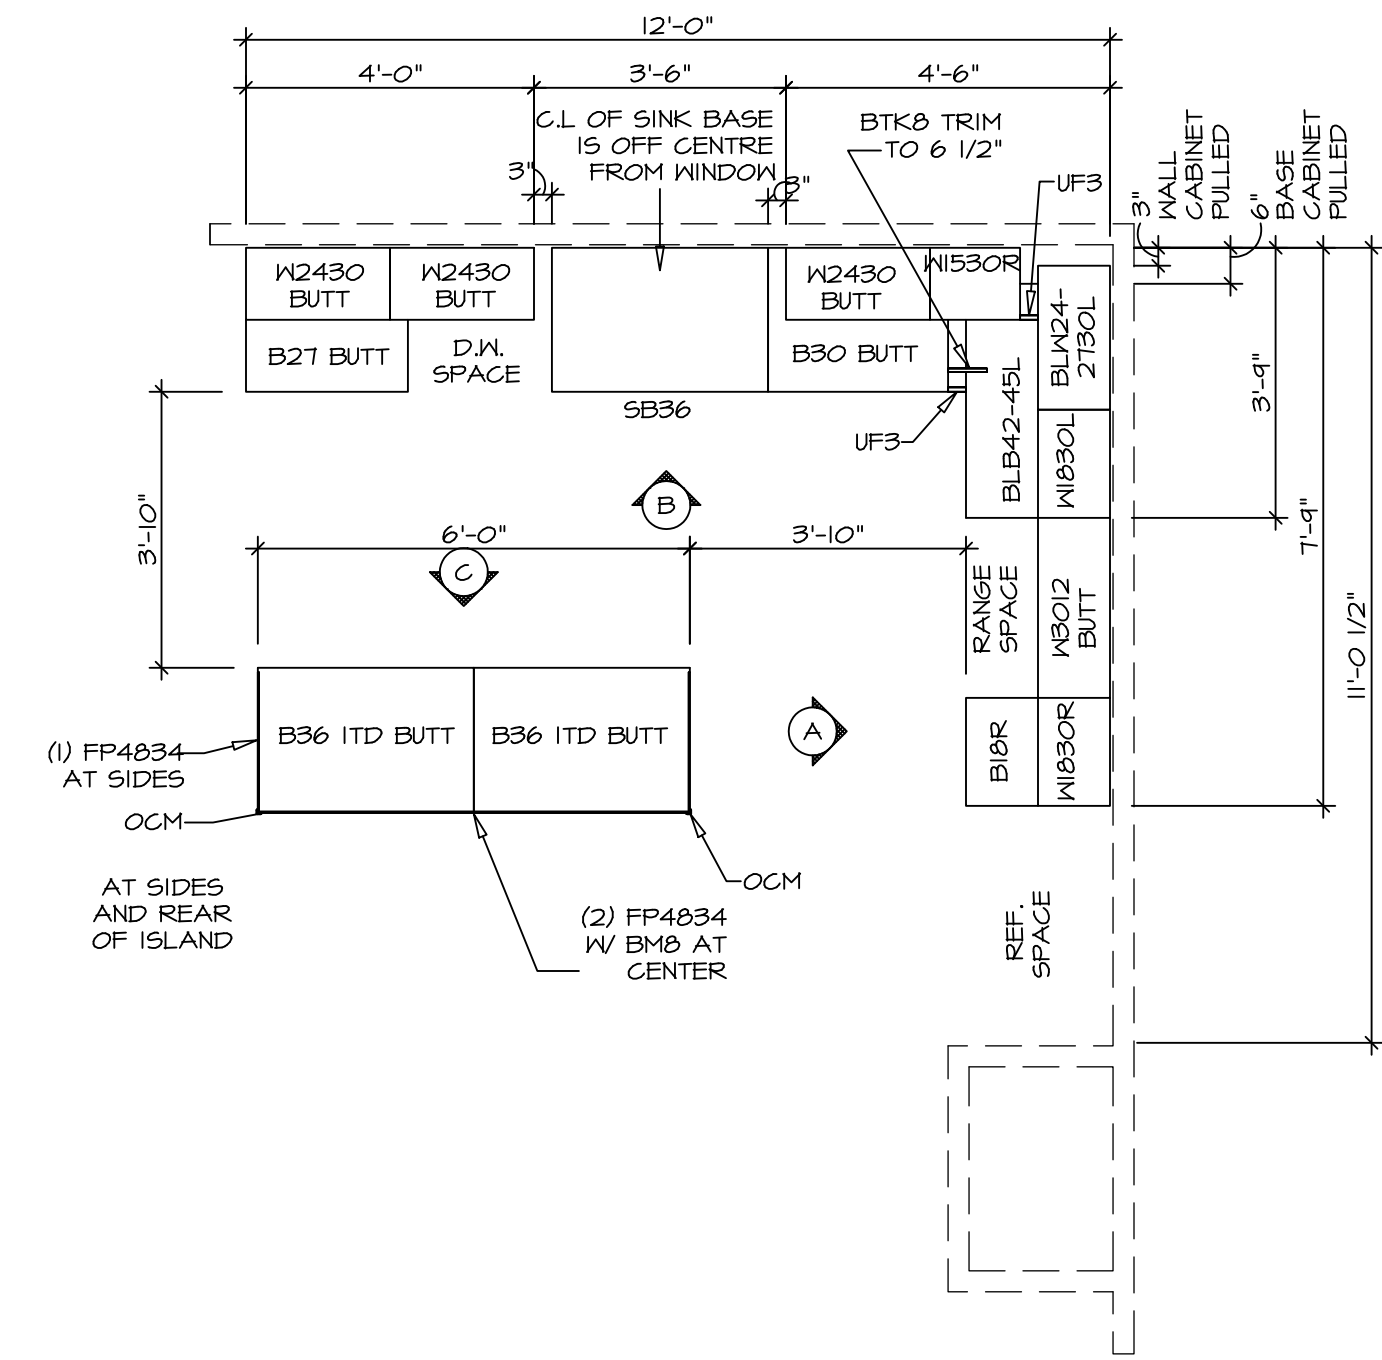 12'-0"
4'-0"
3'-6"
4'-6"
C.L OF SINK BASE
IS OFF CENTRE
FROM WINDOW
3"
3"
BTK8 TRIM
TO 6 1/2"
UF3
3"
WALL
CABINET
PULLED
6"
BASE
CABINET
PULLED
W2430
BUTT
W2430
BUTT
W2430
BUTT
W1530R
BLW24-
2730L
B27 BUTT
D.W.
SPACE
SB36
B30 BUTT
BLB42-45L
W1830L
UF3
3'-9"
7'-9"
11'-0 1/2"
3'-10"
B
6'-0"
3'-10"
C
RANGE
SPACE
W3012
BUTT
B36 ITD BUTT
B36 ITD BUTT
A
B18R
W1830R
(1) FP4834
AT SIDES
OCM
OCM
AT SIDES
AND REAR
OF ISLAND
(2) FP4834
W/ BM8 AT
CENTER
REF.
SPACE